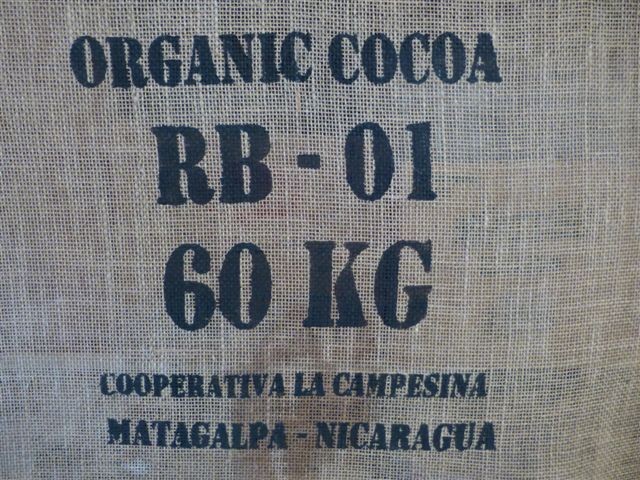 ORGANIC COCOA
RB - 01
60 KG
COOPERATIVA LA CAMPESINA
MATAGALPA - NICARAGUA